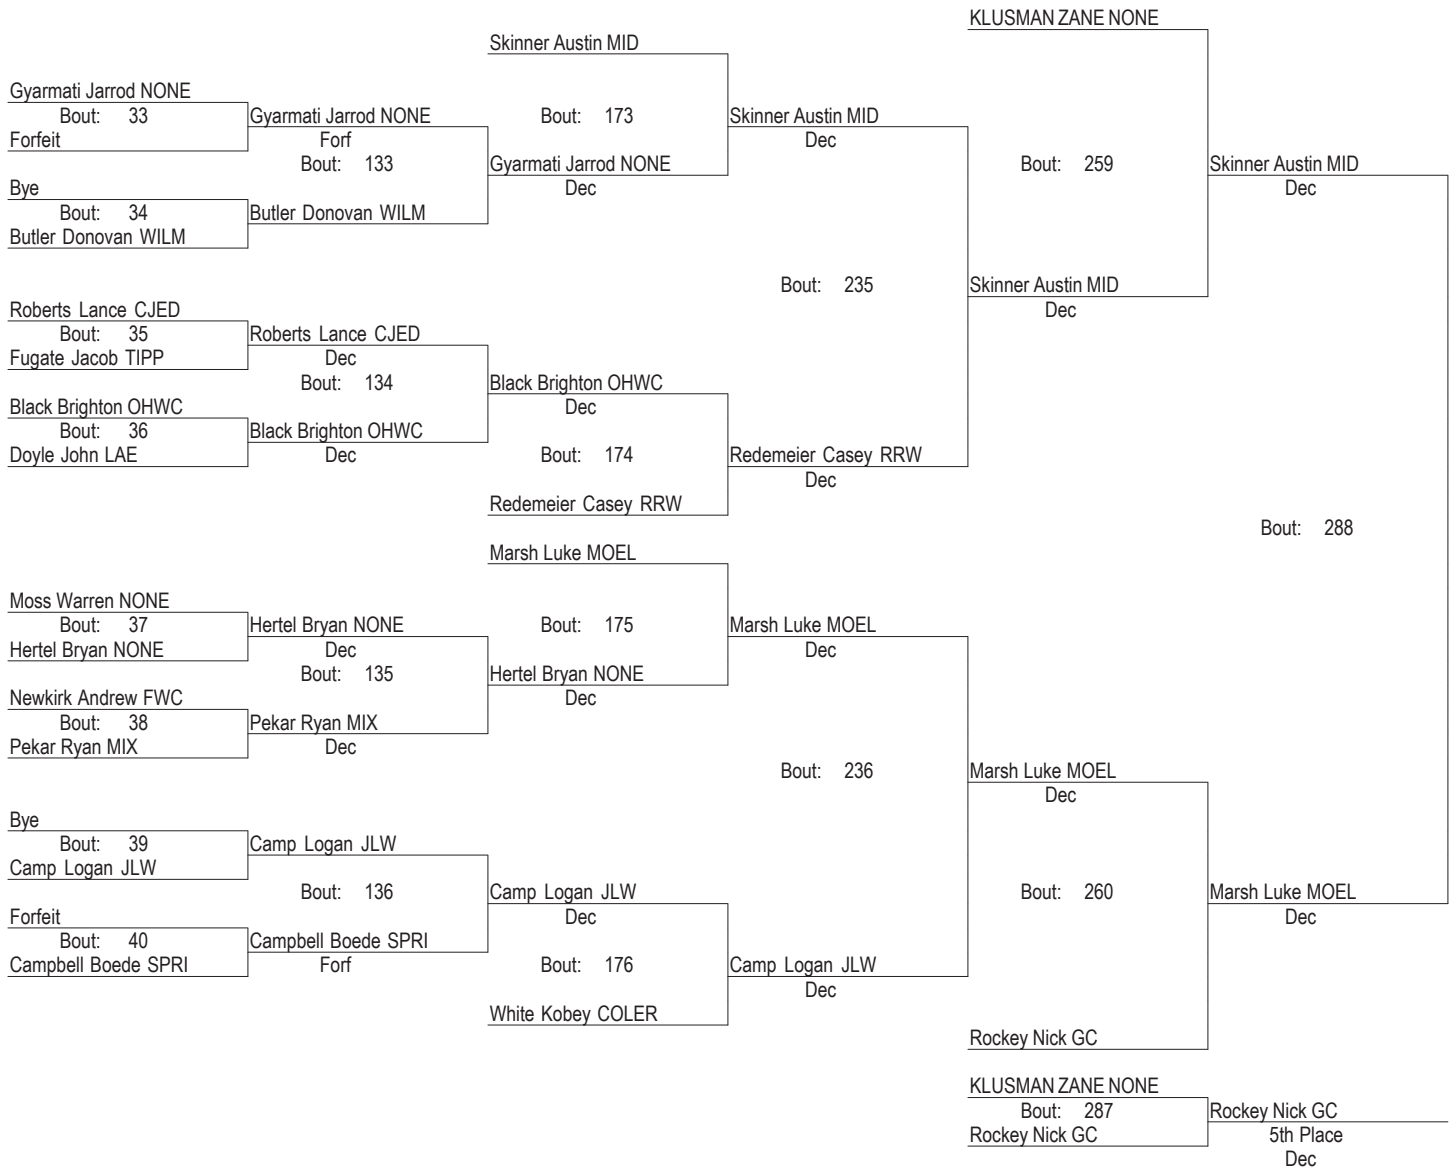 KLUSMAN ZANE NONE
Skinner Austin MID
Gyarmati Jarrod NONE
Bout: 33
Gyarmati Jarrod NONE
Bout: 173
Skinner Austin MID
Forfeit
Forf
Dec
Bout: 133
Gyarmati Jarrod NONE
Bout: 259
Skinner Austin MID
Bye
Dec
Dec
Bout: 34
Butler Donovan WILM
Butler Donovan WILM
Bout: 235
Skinner Austin MID
Roberts Lance CJED
Dec
Bout: 35
Roberts Lance CJED
Fugate Jacob TIPP
Dec
Bout: 134
Black Brighton OHWC
Black Brighton OHWC
Dec
Bout: 36
Black Brighton OHWC
Doyle John LAE
Dec
Bout: 174
Redemeier Casey RRW
Dec
Redemeier Casey RRW
Bout: 288
Marsh Luke MOEL
Moss Warren NONE
Bout: 37
Hertel Bryan NONE
Bout: 175
Marsh Luke MOEL
Hertel Bryan NONE
Dec
Dec
Bout: 135
Hertel Bryan NONE
Newkirk Andrew FWC
Dec
Bout: 38
Pekar Ryan MIX
Pekar Ryan MIX
Dec
Bout: 236
Marsh Luke MOEL
Dec
Bye
Bout: 39
Camp Logan JLW
Camp Logan JLW
Bout: 136
Camp Logan JLW
Bout: 260
Marsh Luke MOEL
Forfeit
Dec
Dec
Bout: 40
Campbell Boede SPRI
Campbell Boede SPRI
Forf
Bout: 176
Camp Logan JLW
Dec
White Kobey COLER
Rockey Nick GC
KLUSMAN ZANE NONE
Bout: 287
Rockey Nick GC
Rockey Nick GC
5th Place
Dec